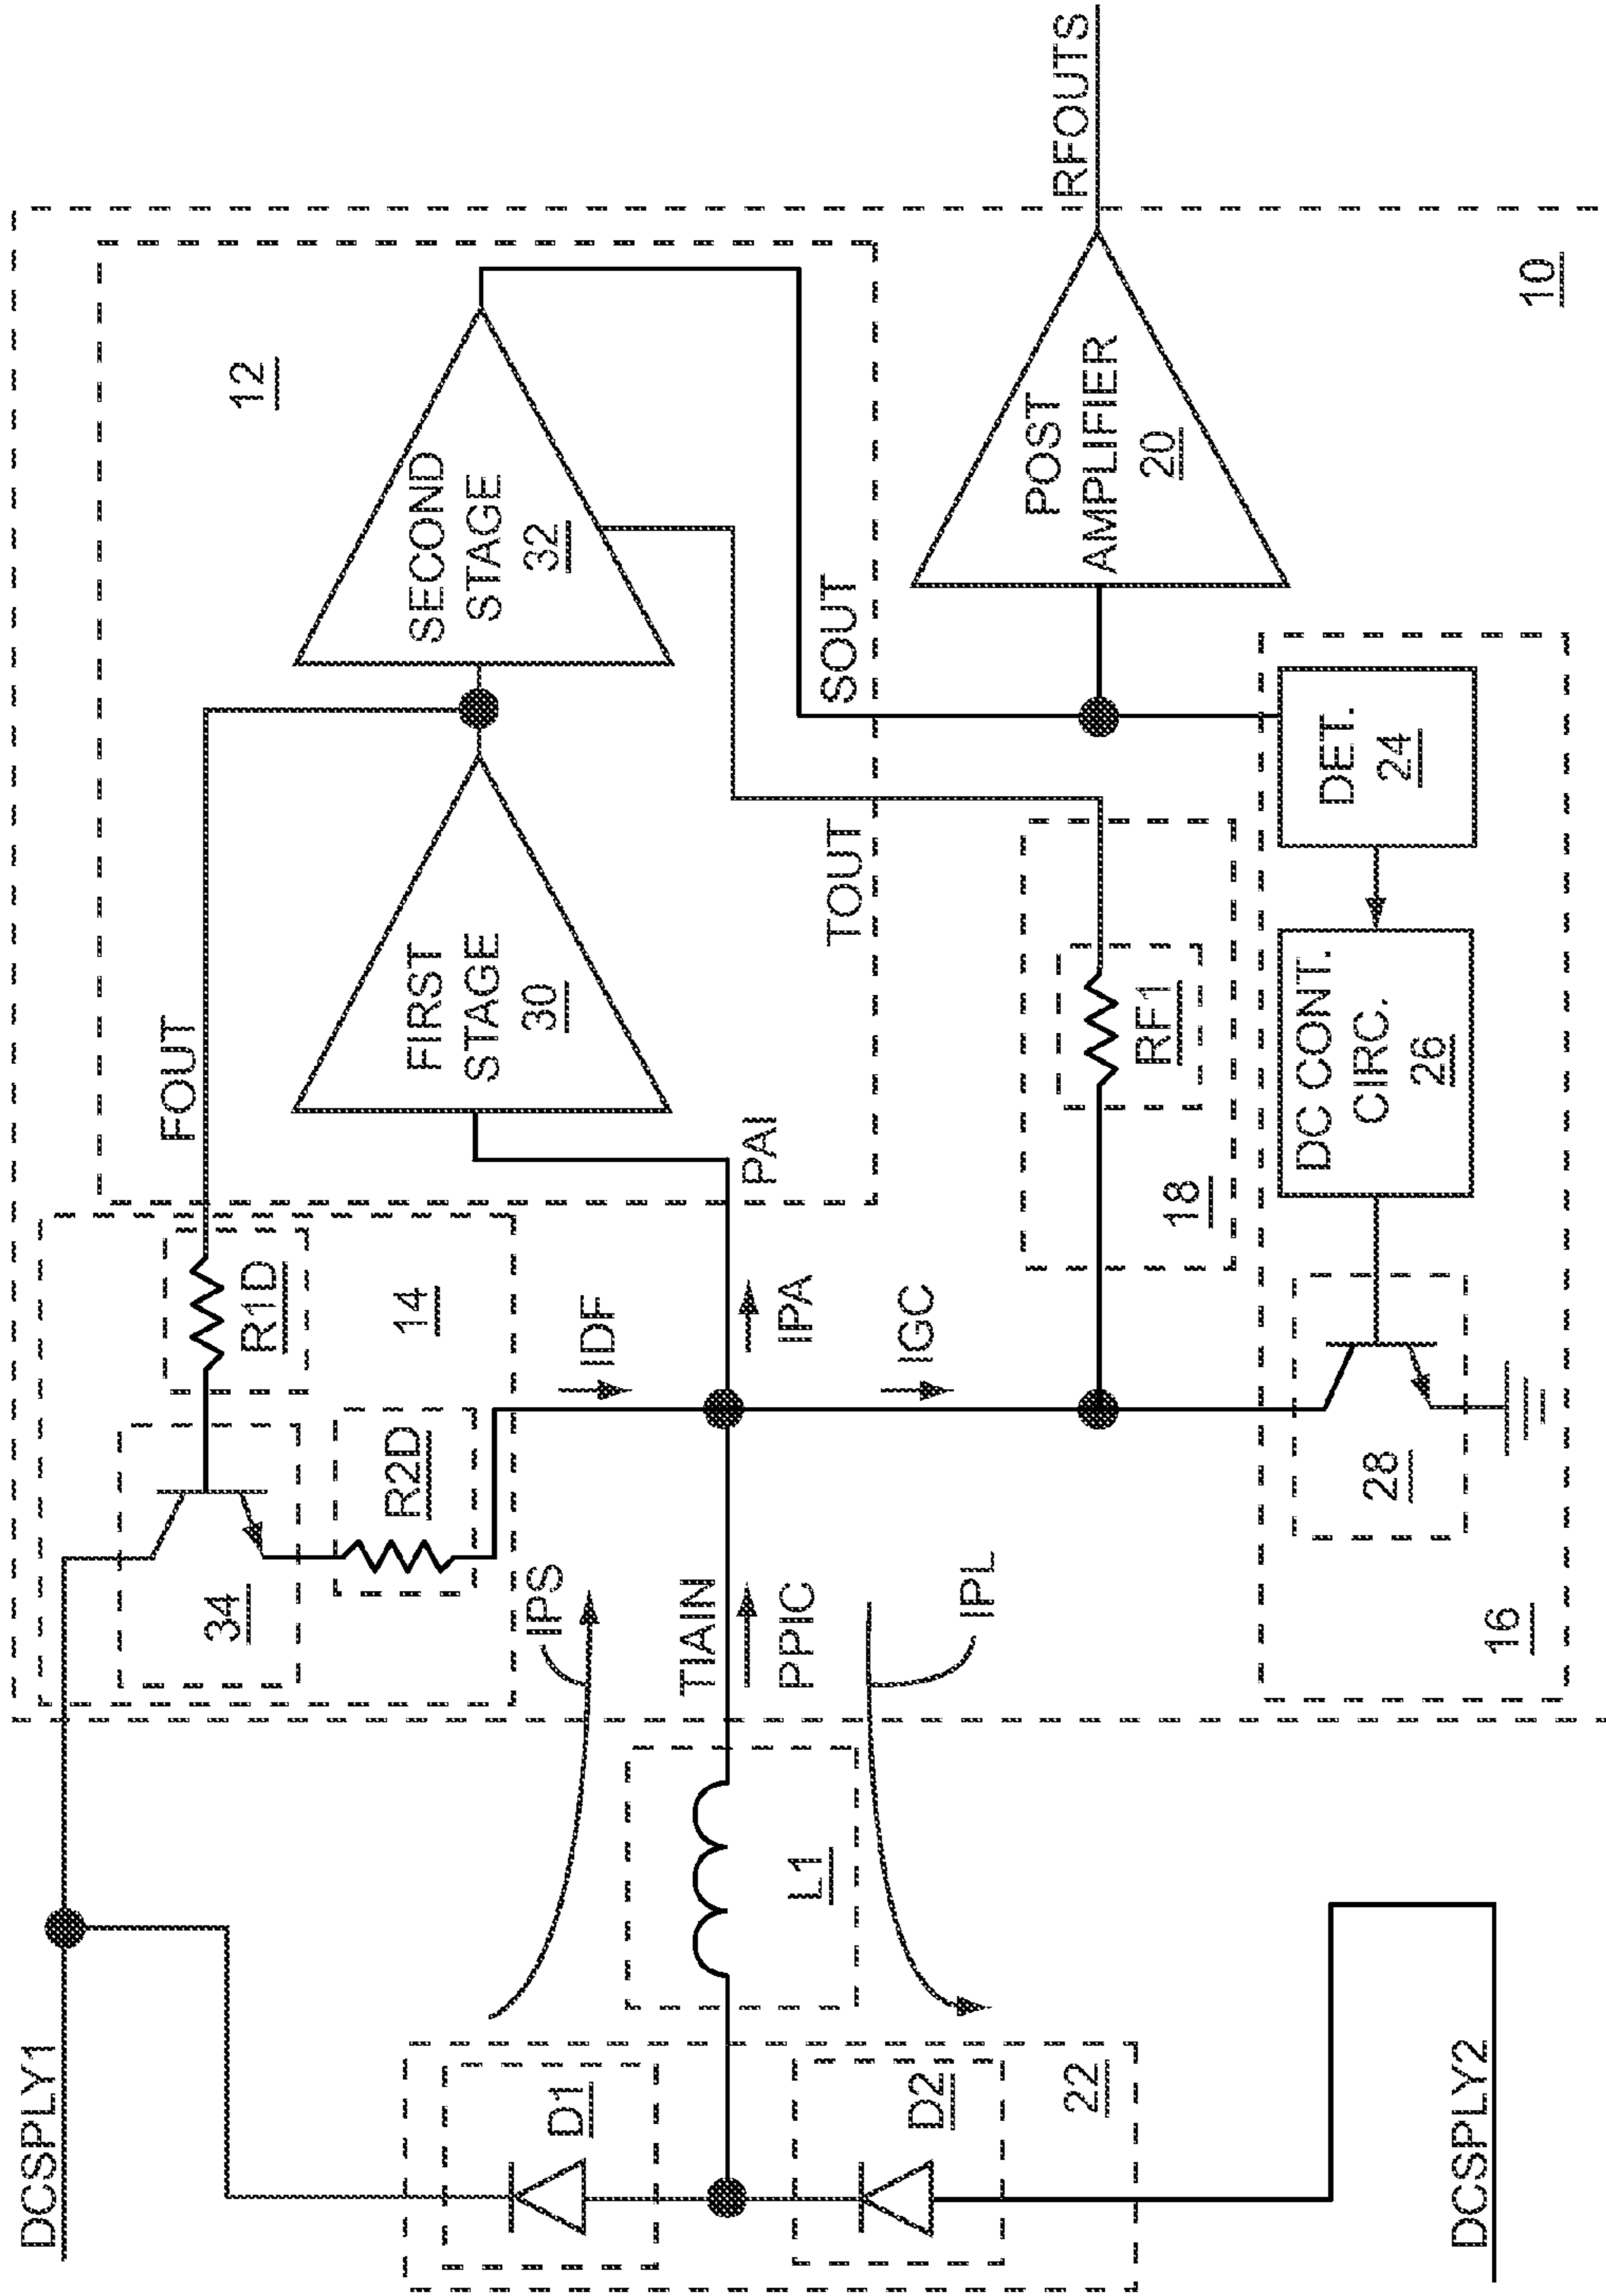 DCSPLY1
34
R1D
FOUT
R2D
14
12
FIRST
STAGE
30
SECOND
STAGE
32
IPS
IDF
TIAIN
PPIC
IPA
PAI
D1
L1
TOUT
SOUT
IPL
IGC
D2
22
RF1
18
POST
AMPLIFIER
20
RFOUTS
28
DC CONT.
CIRC.
26
DET.
24
16
10
DCSPLY2